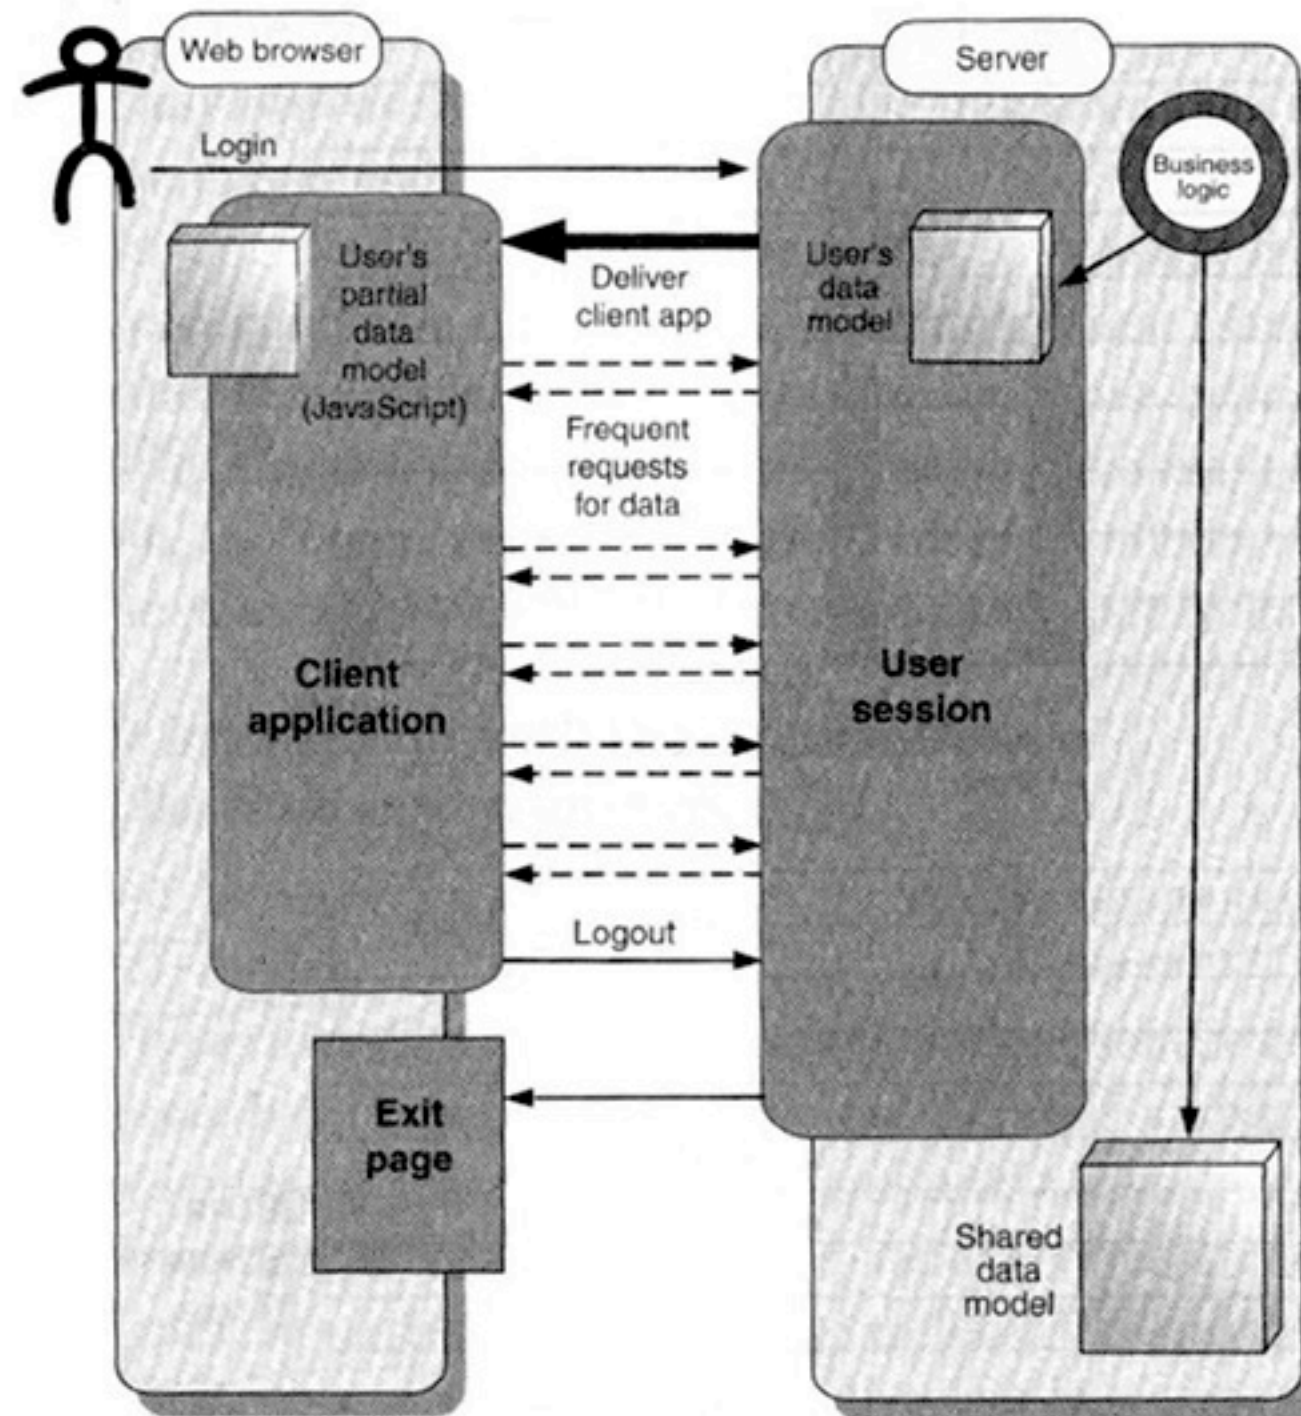 Web browser
Server
Login
Business
logic
User's
partial
data
model
(JavaScript)
Deliver
client app
User's
data
model
Frequent
requests
for data
Client
application
User
session
Logout
Exit
page
Shared
data
model